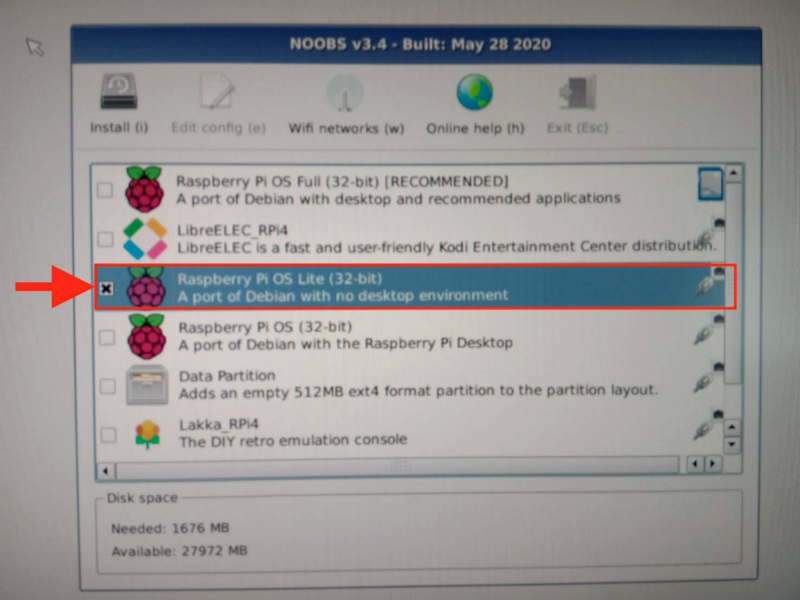 NOOBS v3.4 - Built: May 28 2020
Install (i) Edit config (e) Wifi networks (w) Online help (h) Exit (Esc)
Raspberry Pi OS Full (32-bit) [RECOMMENDED]
A port of Debian with desktop and recommended applications
LibreELEC_RPi4
LibreELEC is a fast and user-friendly Kodi Entertainment Center distribution.
Raspberry Pi OS Lite (32-bit)
A port of Debian with no desktop environment
Raspberry Pi OS (32-bit)
A port of Debian with the Raspberry Pi Desktop
Data Partition
Adds an empty 512MB ext4 format partition to the partition layout.
Lakka_RPi4
The DIY retro emulation console
Disk space
Needed: 1676 MB
Available: 27972 MB